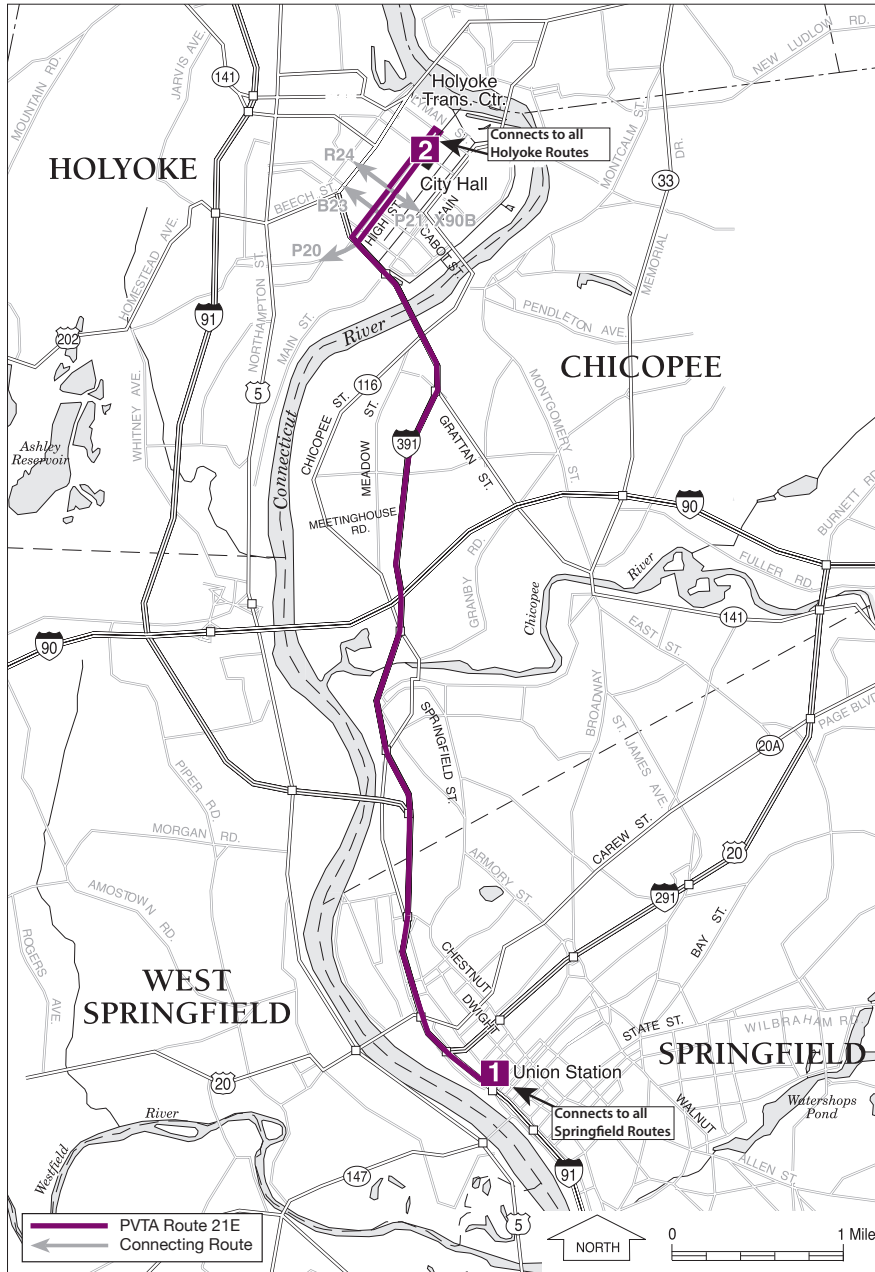 MOUNTAIN RD.
JARVIS AVE.
141
NEW LUDLOW RD.
Holyoke
Trans. Ctr.
MONTCALM ST.
2
Connects to all
Holyoke Routes
HOLYOKE
R24
City Hall
33
DR.
BEECH ST.
B23
HIGH ST.
P21, X90B
CABOT ST.
P20
HOMESTEAD AVE.
NORTHAMPTON ST.
MEMORIAL
91
202
MAIN ST.
River
PENDLETON AVE.
CHICOPEE
WHITNEY AVE.
5
116
CHICOPEE ST.
MEADOW ST.
MONTGOMERY ST.
GRATTAN ST.
Ashley
Reservoir
391
Connecticut
MEETINGHOUSE
RD.
90
BURNETT RD.
GRANBY RD.
Chicopee
River
FULLER RD.
141
EAST ST.
90
BROADWAY
ST. JAMES AVE.
PAGE BLVD.
20A
SPRINGFIELD ST.
PIPER RD.
MORGAN RD.
CAREW ST.
20
ARMORY ST.
AMOSTOWN RD.
291
BAY ST.
ROGERS AVE.
CHESTNUT
DWIGHT
WEST
SPRINGFIELD
STATE ST.
WILBRAHAM RD.
SPRINGFIELD
1
Union Station
20
Watershops
Pond
Connects to all
Springfield Routes
WALNUT
River
Westfield
ALLEN ST.
147
91
5
PVTA Route 21E
Connecting Route
NORTH
0 1 Mile